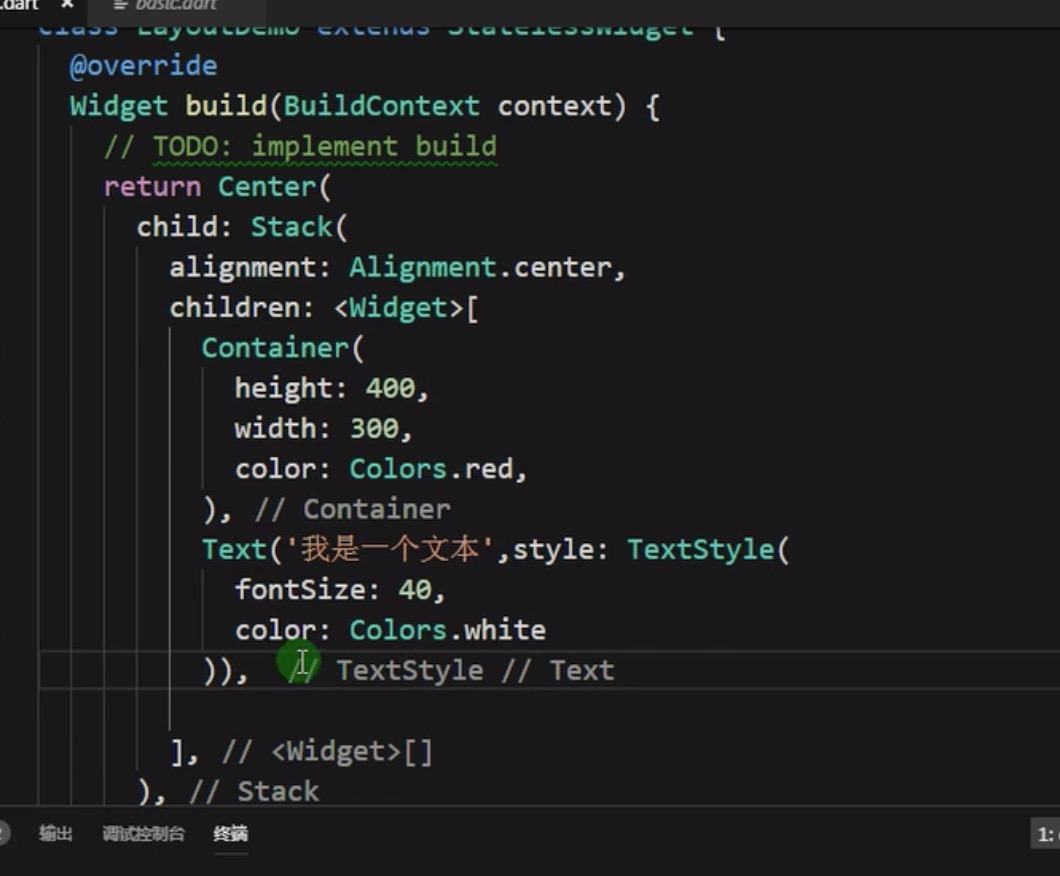 .dart × basic.dart
class LayoutDemo extends StatelessWidget {
@override
Widget build(BuildContext context) {
// TODO: implement build
return Center(
child: Stack(
alignment: Alignment.center,
children: <Widget>[
Container(
height: 400,
width: 300,
color: Colors.red,
), // Container
Text('我是一个文本',style: TextStyle(
fontSize: 40,
color: Colors.white
)), // TextStyle // Text
], // <Widget>[]
), // Stack
输出 调试控制台 终端 1: